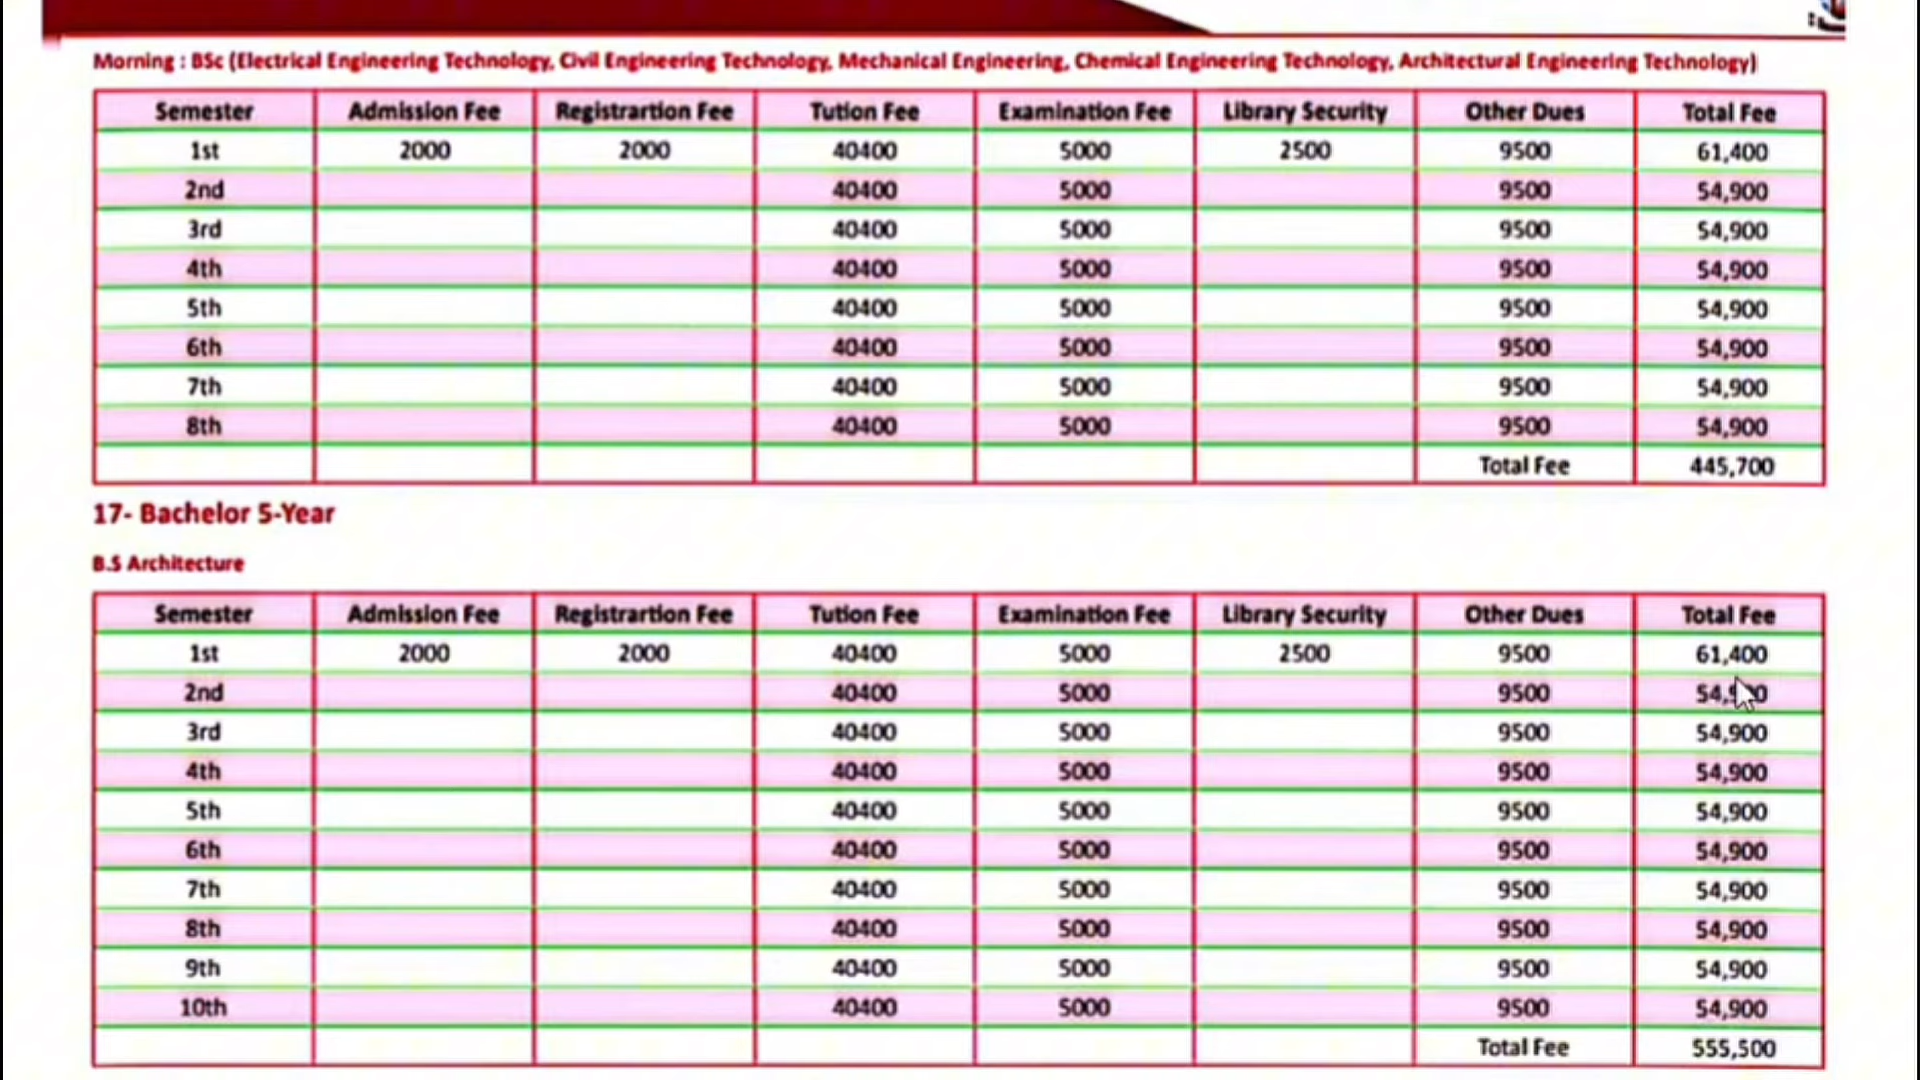 Morning : BSc (Electrical Engineering Technology, Civil Engineering Technology, Mechanical Engineering, Chemical Engineering Technology, Architectural Engineering Technology)
Semester Admission Fee Registrartion Fee Tution Fee Examination Fee Library Security Other Dues Total Fee
1st 2000 2000 40400 5000 2500 9500 61,400
2nd 40400 5000 9500 54,900
3rd 40400 5000 9500 54,900
4th 40400 5000 9500 54,900
5th 40400 5000 9500 54,900
6th 40400 5000 9500 54,900
7th 40400 5000 9500 54,900
8th 40400 5000 9500 54,900
Total Fee 445,700
17- Bachelor 5-Year
B.S Architecture
Semester Admission Fee Registrartion Fee Tution Fee Examination Fee Library Security Other Dues Total Fee
1st 2000 2000 40400 5000 2500 9500 61,400
2nd 40400 5000 9500 54,900
3rd 40400 5000 9500 54,900
4th 40400 5000 9500 54,900
5th 40400 5000 9500 54,900
6th 40400 5000 9500 54,900
7th 40400 5000 9500 54,900
8th 40400 5000 9500 54,900
9th 40400 5000 9500 54,900
10th 40400 5000 9500 54,900
Total Fee 555,500